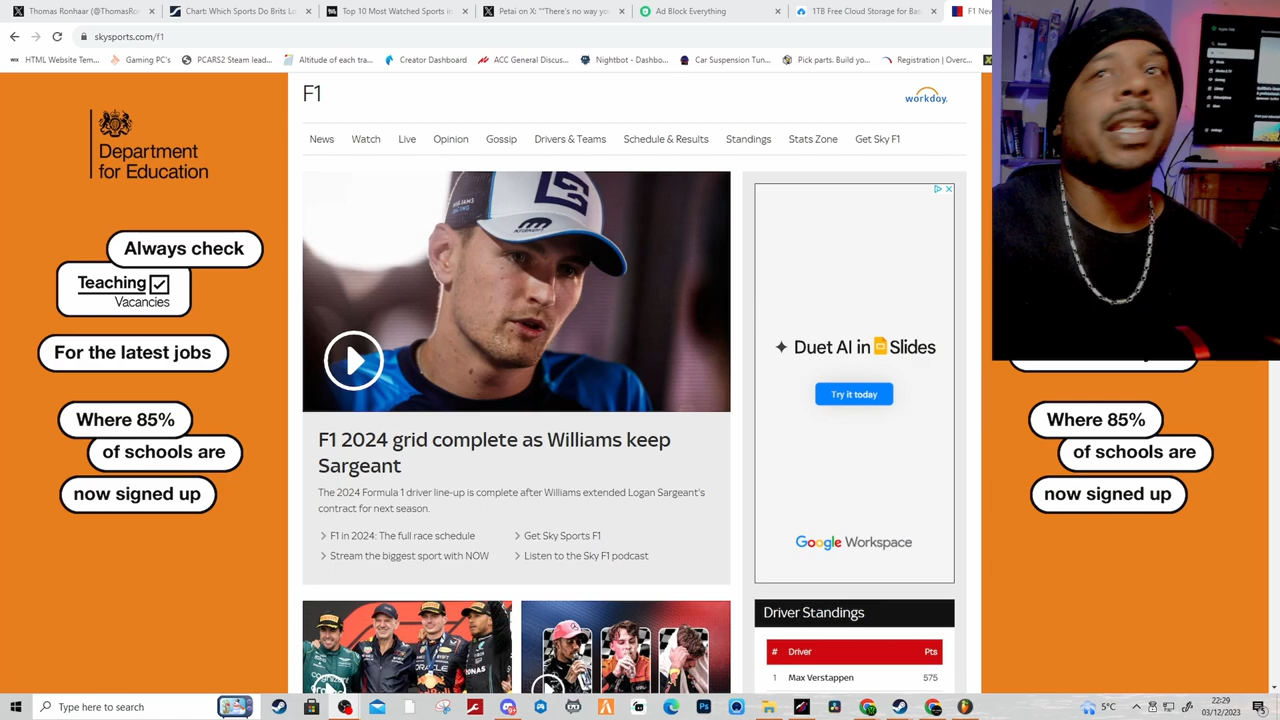 Thomas Ronhaar (@ThomasRon
Chart: Which Sports Do Brits Lo
Top 10 Most Watched Sports in
Petai on X: "“There's no way yo
Ad Block Everything
1TB Free Cloud Storage for Bac
F1 New
skysports.com/f1
HTML Website Tem...
Gaming PC's
PCARS2 Steam lead...
Altitude of each tra...
Creator Dashboard
ACC General Discus...
Nightbot - Dashbo...
Car Suspension Tun...
Pick parts. Build yo...
Registration | Overc...
F1
workday.
News
Watch
Live
Opinion
Gossip
Drivers & Teams
Schedule & Results
Standings
Stats Zone
Get Sky F1
Department
for Education
Always check
Teaching
Vacancies
For the latest jobs
Where 85%
of schools are
now signed up
F1 2024 grid complete as Williams keep
Sargeant
The 2024 Formula 1 driver line-up is complete after Williams extended Logan Sargeant's
contract for next season.
F1 in 2024: The full race schedule
Get Sky Sports F1
Stream the biggest sport with NOW
Listen to the Sky F1 podcast
Duet AI in Slides
Try it today
Google Workspace
Driver Standings
# Driver Pts
1 Max Verstappen 575
Where 85%
of schools are
now signed up
Type here to search
5°C
22:29
03/12/2023